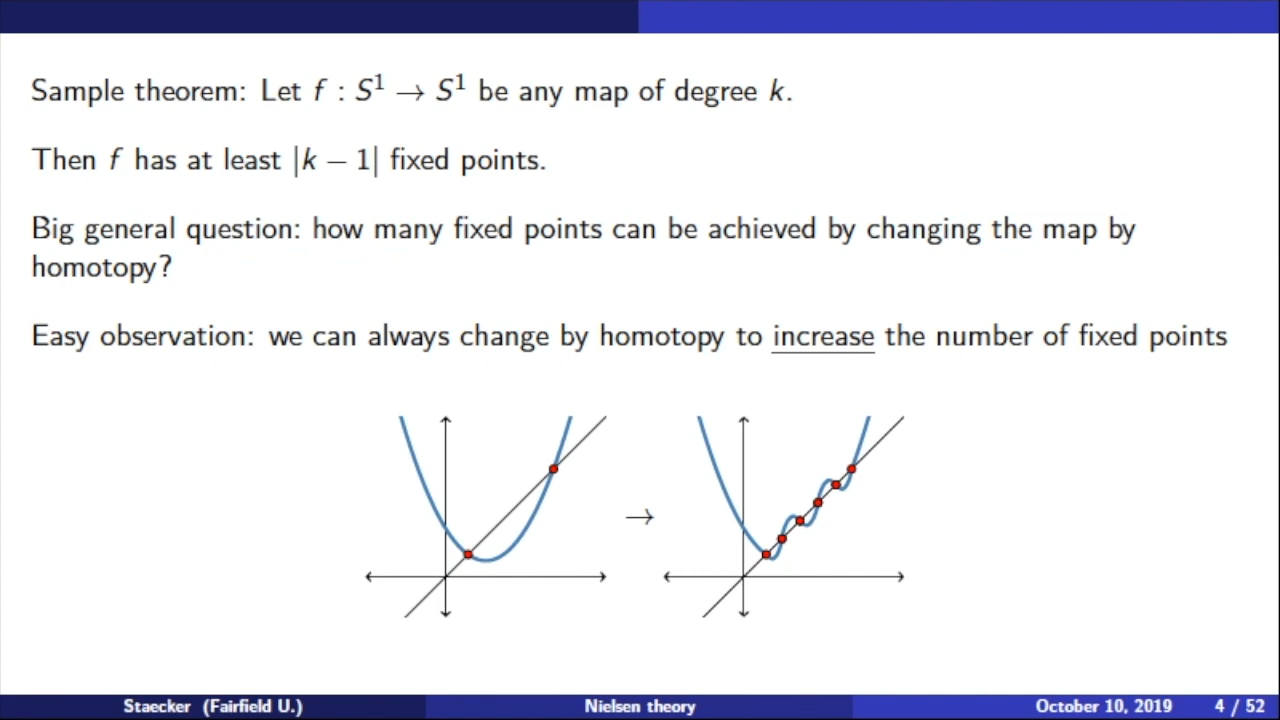 Sample theorem: Let f : S¹ → S¹ be any map of degree k.
Then f has at least |k − 1| fixed points.
Big general question: how many fixed points can be achieved by changing the map by
homotopy?
Easy observation: we can always change by homotopy to increase the number of fixed points
→
Staecker (Fairfield U.) Nielsen theory October 10, 2019 4 / 52